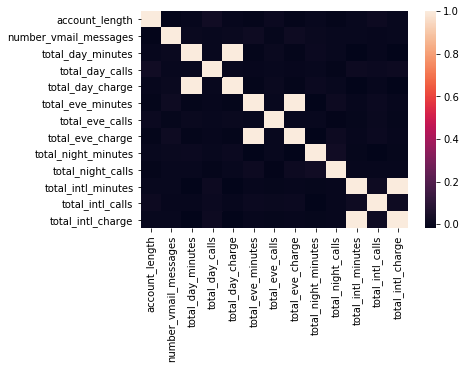 account_length
number_vmail_messages
total_day_minutes
total_day_calls
total_day_charge
total_eve_minutes
total_eve_calls
total_eve_charge
total_night_minutes
total_night_calls
total_intl_minutes
total_intl_calls
total_intl_charge
account_length
number_vmail_messages
total_day_minutes
total_day_calls
total_day_charge
total_eve_minutes
total_eve_calls
total_eve_charge
total_night_minutes
total_night_calls
total_intl_minutes
total_intl_calls
total_intl_charge
1.0
0.8
0.6
0.4
0.2
0.0